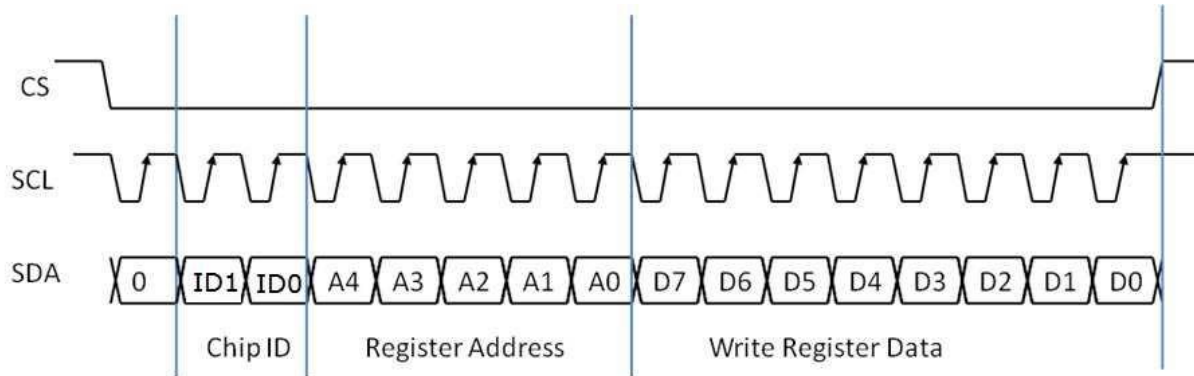 CS
SCL
SDA 0 ID1 ID0 A4 A3 A2 A1 A0 D7 D6 D5 D4 D3 D2 D1 D0
Chip ID Register Address Write Register Data